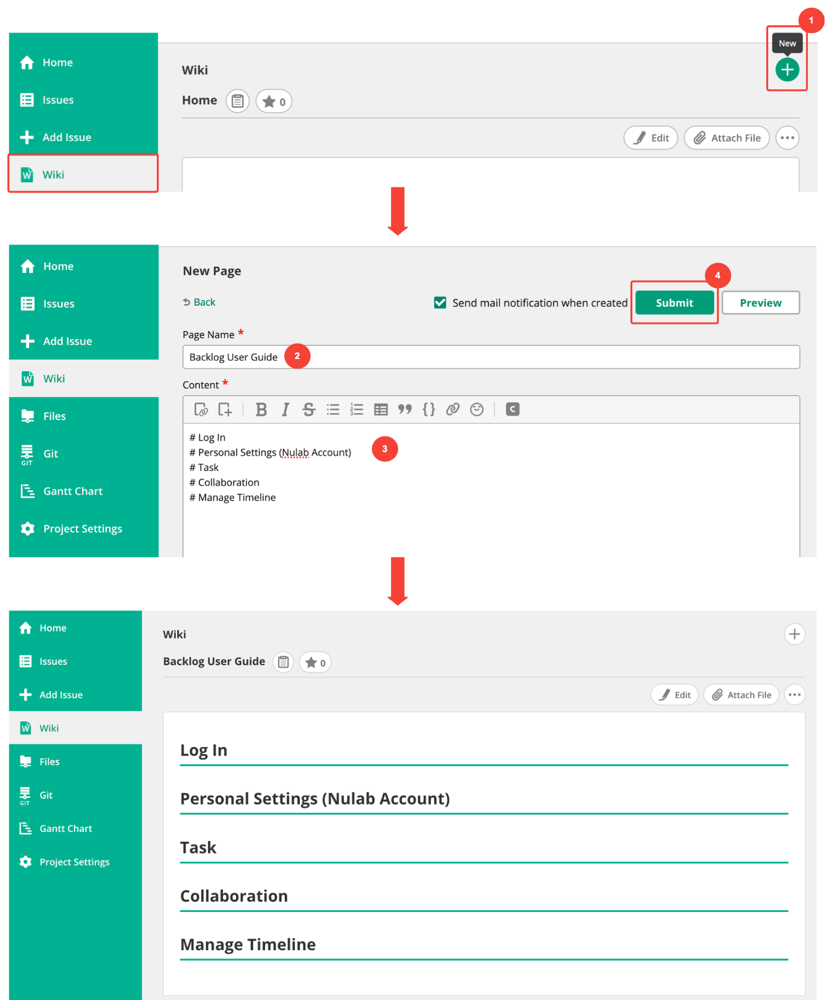 1
New
Home
Issues
Add Issue
Wiki
Wiki
Home
0
Edit
Attach File
Home
Issues
Add Issue
Wiki
Files
GIT
Git
Gantt Chart
Project Settings
New Page
Back
Send mail notification when created
Submit
4
Preview
Page Name *
Backlog User Guide
2
Content *
# Log In
# Personal Settings (Nulab Account)
3
# Task
# Collaboration
# Manage Timeline
Home
Issues
Add Issue
Wiki
Files
GIT
Git
Gantt Chart
Project Settings
Wiki
Backlog User Guide
0
Edit
Attach File
Log In
Personal Settings (Nulab Account)
Task
Collaboration
Manage Timeline